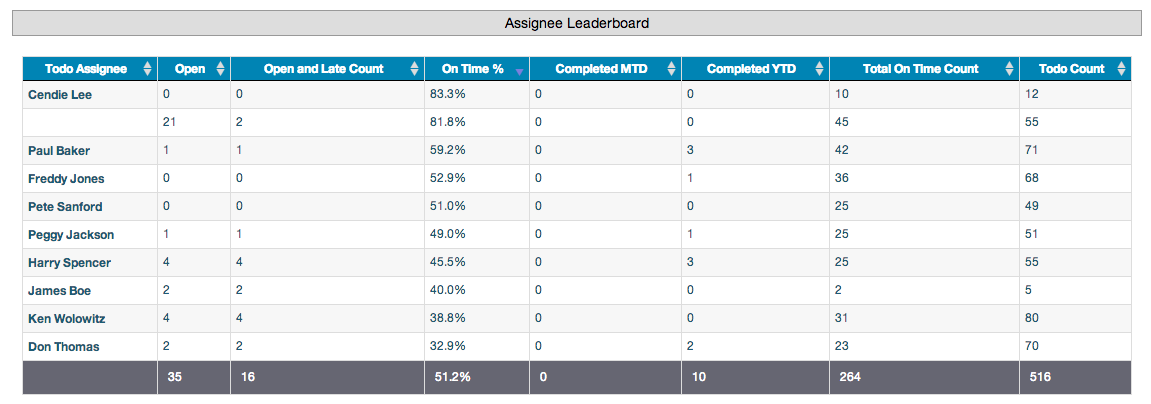 Assignee Leaderboard
Todo Assignee Open Open and Late Count On Time % Completed MTD Completed YTD Total On Time Count Todo Count
Cendie Lee 0 0 83.3% 0 0 10 12
21 2 81.8% 0 0 45 55
Paul Baker 1 1 59.2% 0 3 42 71
Freddy Jones 0 0 52.9% 0 1 36 68
Pete Sanford 0 0 51.0% 0 0 25 49
Peggy Jackson 1 1 49.0% 0 1 25 51
Harry Spencer 4 4 45.5% 0 3 25 55
James Boe 2 2 40.0% 0 0 2 5
Ken Wolowitz 4 4 38.8% 0 0 31 80
Don Thomas 2 2 32.9% 0 2 23 70
35 16 51.2% 0 10 264 516